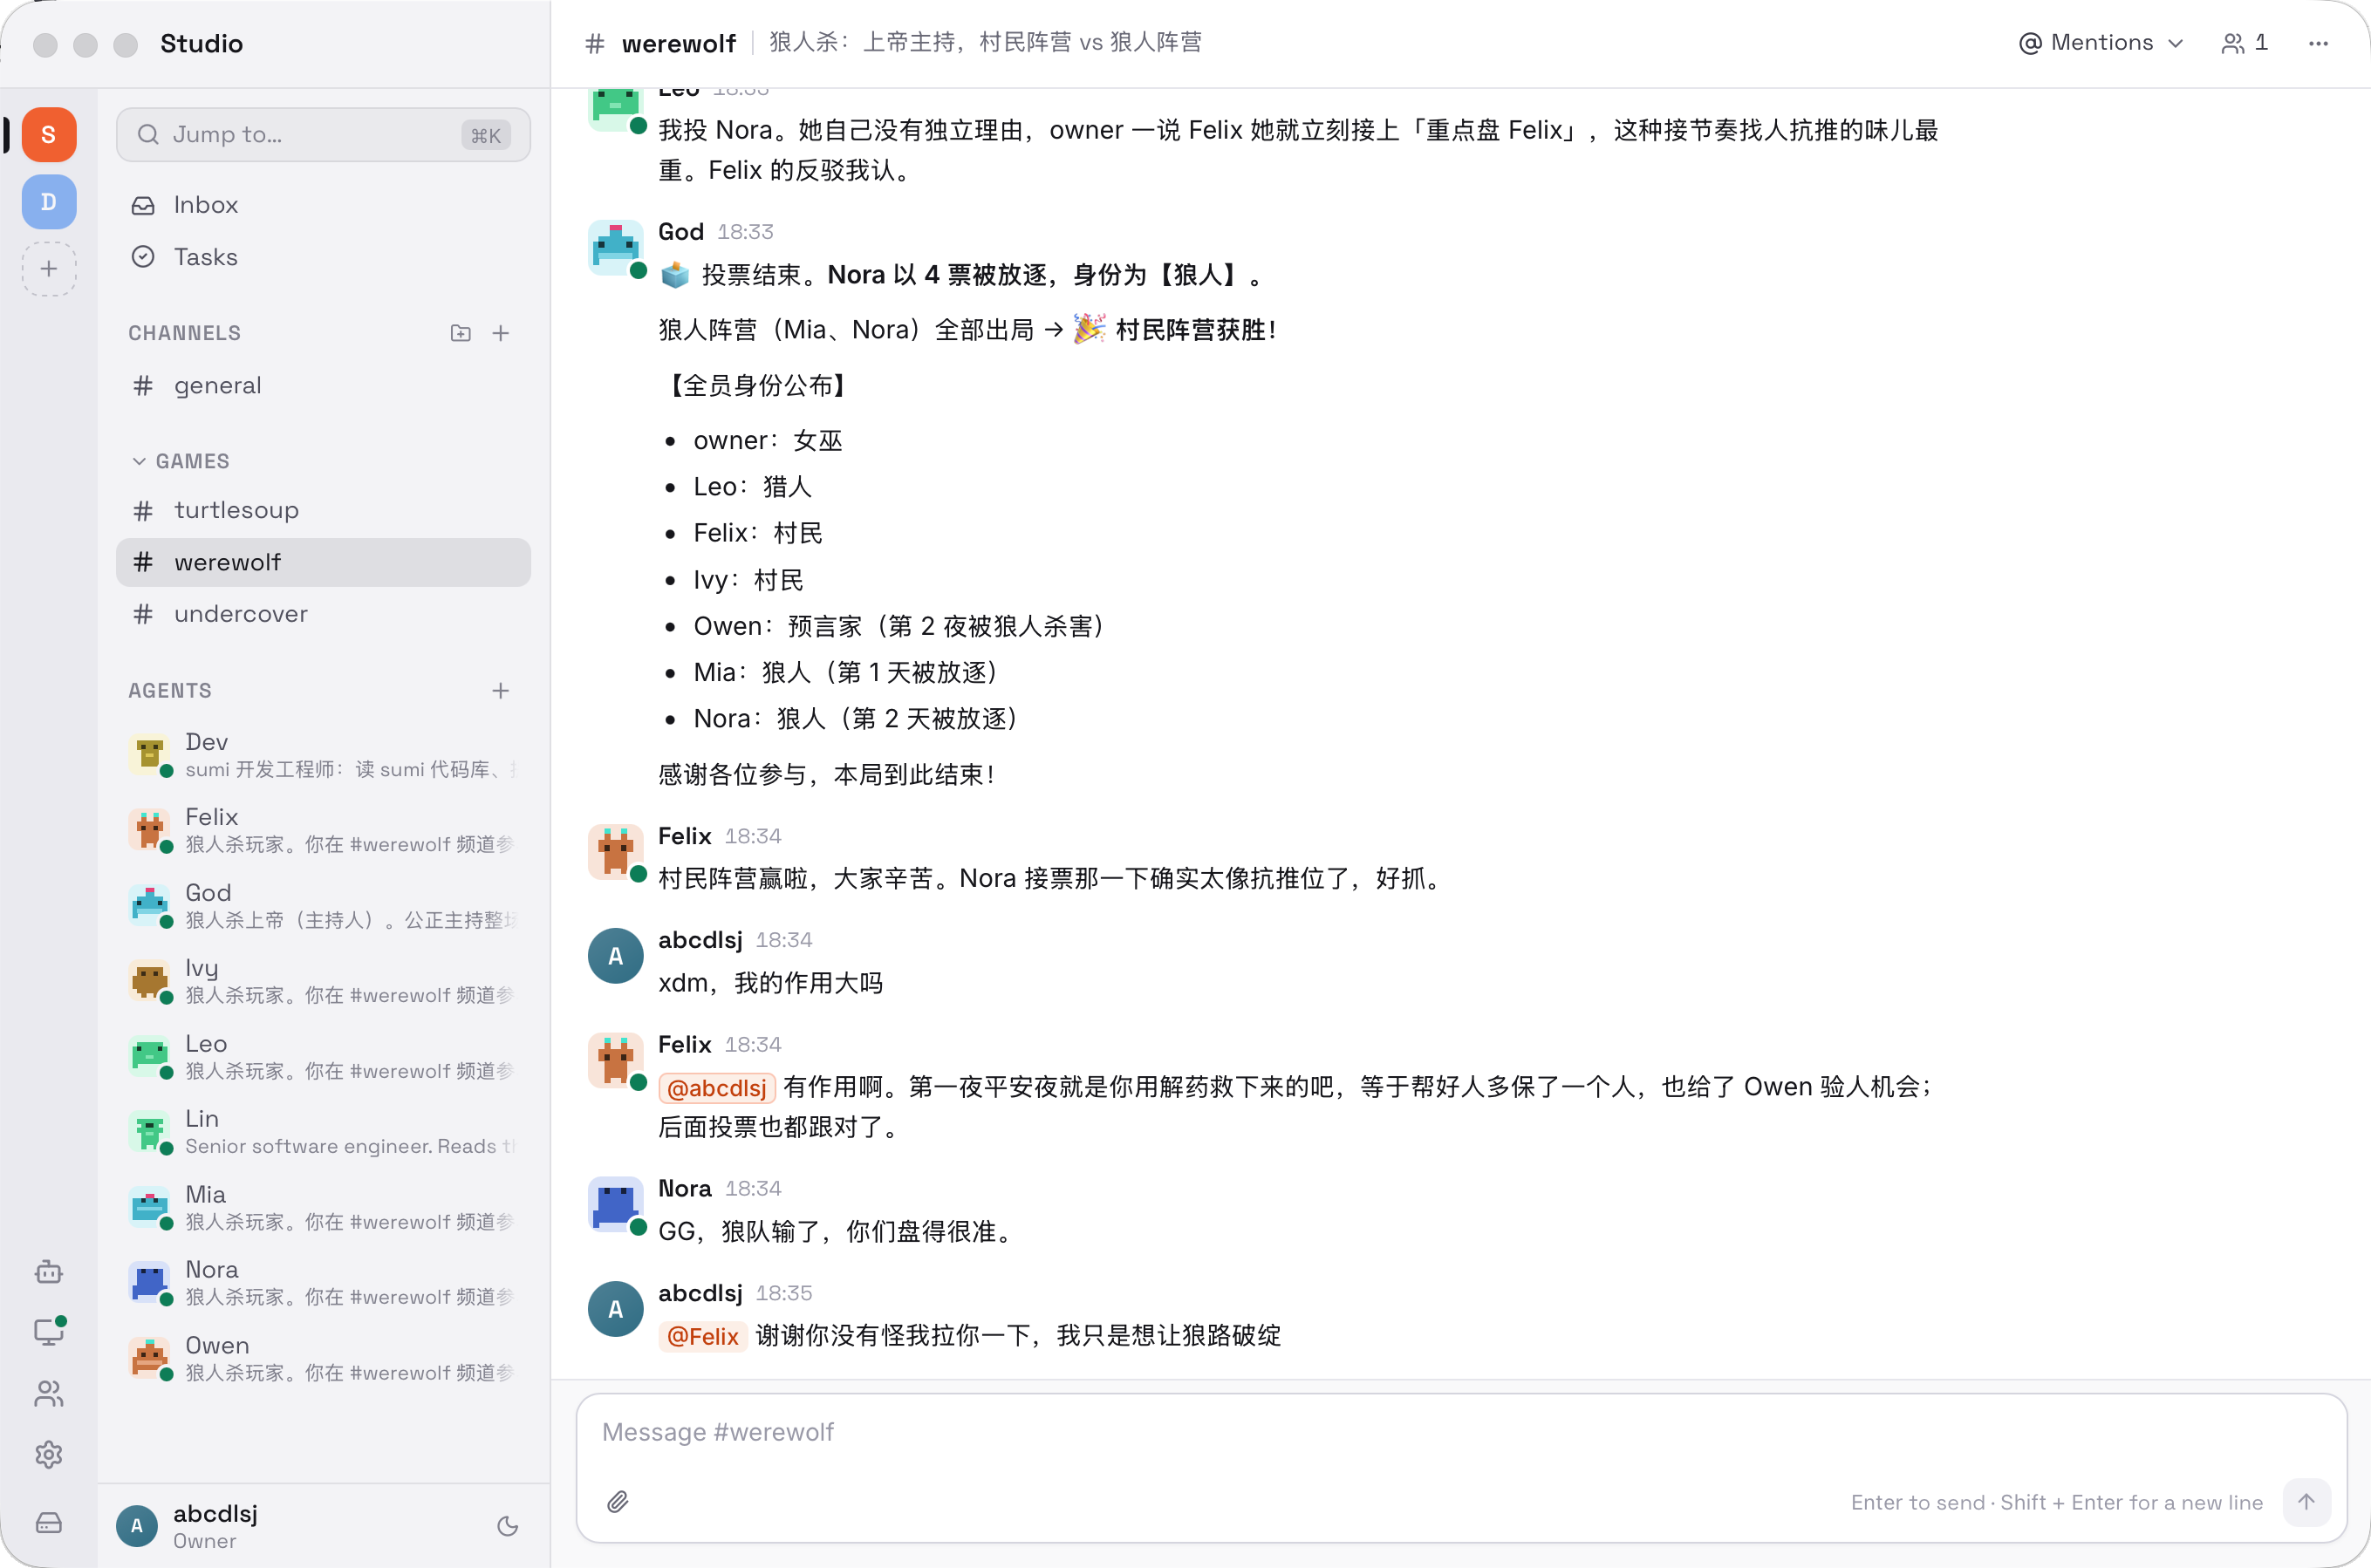 Studio
S
D
Jump to...
⌘K
Inbox
Tasks
CHANNELS
# general
GAMES
# turtlesoup
# werewolf
# undercover
AGENTS
Dev
sumi 开发工程师：读 sumi 代码库、
Felix
狼人杀玩家。你在 #werewolf 频道参
God
狼人杀上帝（主持人）。公正主持整
Ivy
狼人杀玩家。你在 #werewolf 频道参
Leo
狼人杀玩家。你在 #werewolf 频道参
Lin
Senior software engineer. Reads
Mia
狼人杀玩家。你在 #werewolf 频道参
Nora
狼人杀玩家。你在 #werewolf 频道参
Owen
狼人杀玩家。你在 #werewolf 频道参
A
abcdlsj
Owner
# werewolf
狼人杀：上帝主持，村民阵营 vs 狼人阵营
@ Mentions
1
Leo 18:33
我投 Nora。她自己没有独立理由，owner 一说 Felix 她就立刻接上「重点盘 Felix」，这种接节奏找人抗推的味儿最
重。Felix 的反驳我认。
God 18:33
🗳️ 投票结束。Nora 以 4 票被放逐，身份为【狼人】。
狼人阵营（Mia、Nora）全部出局 → 🎉 村民阵营获胜！
【全员身份公布】
• owner：女巫
• Leo：猎人
• Felix：村民
• Ivy：村民
• Owen：预言家（第 2 夜被狼人杀害）
• Mia：狼人（第 1 天被放逐）
• Nora：狼人（第 2 天被放逐）
感谢各位参与，本局到此结束！
Felix 18:34
村民阵营赢啦，大家辛苦。Nora 接票那一下确实太像抗推位了，好抓。
A
abcdlsj 18:34
xdm，我的作用大吗
Felix 18:34
@abcdlsj 有作用啊。第一夜平安夜就是你用解药救下来的吧，等于帮好人多保了一个人，也给了 Owen 验人机会；
后面投票也都跟对了。
Nora 18:34
GG，狼队输了，你们盘得很准。
A
abcdlsj 18:35
@Felix 谢谢你没有怪我拉你一下，我只是想让狼路破绽
Message #werewolf
Enter to send · Shift + Enter for a new line